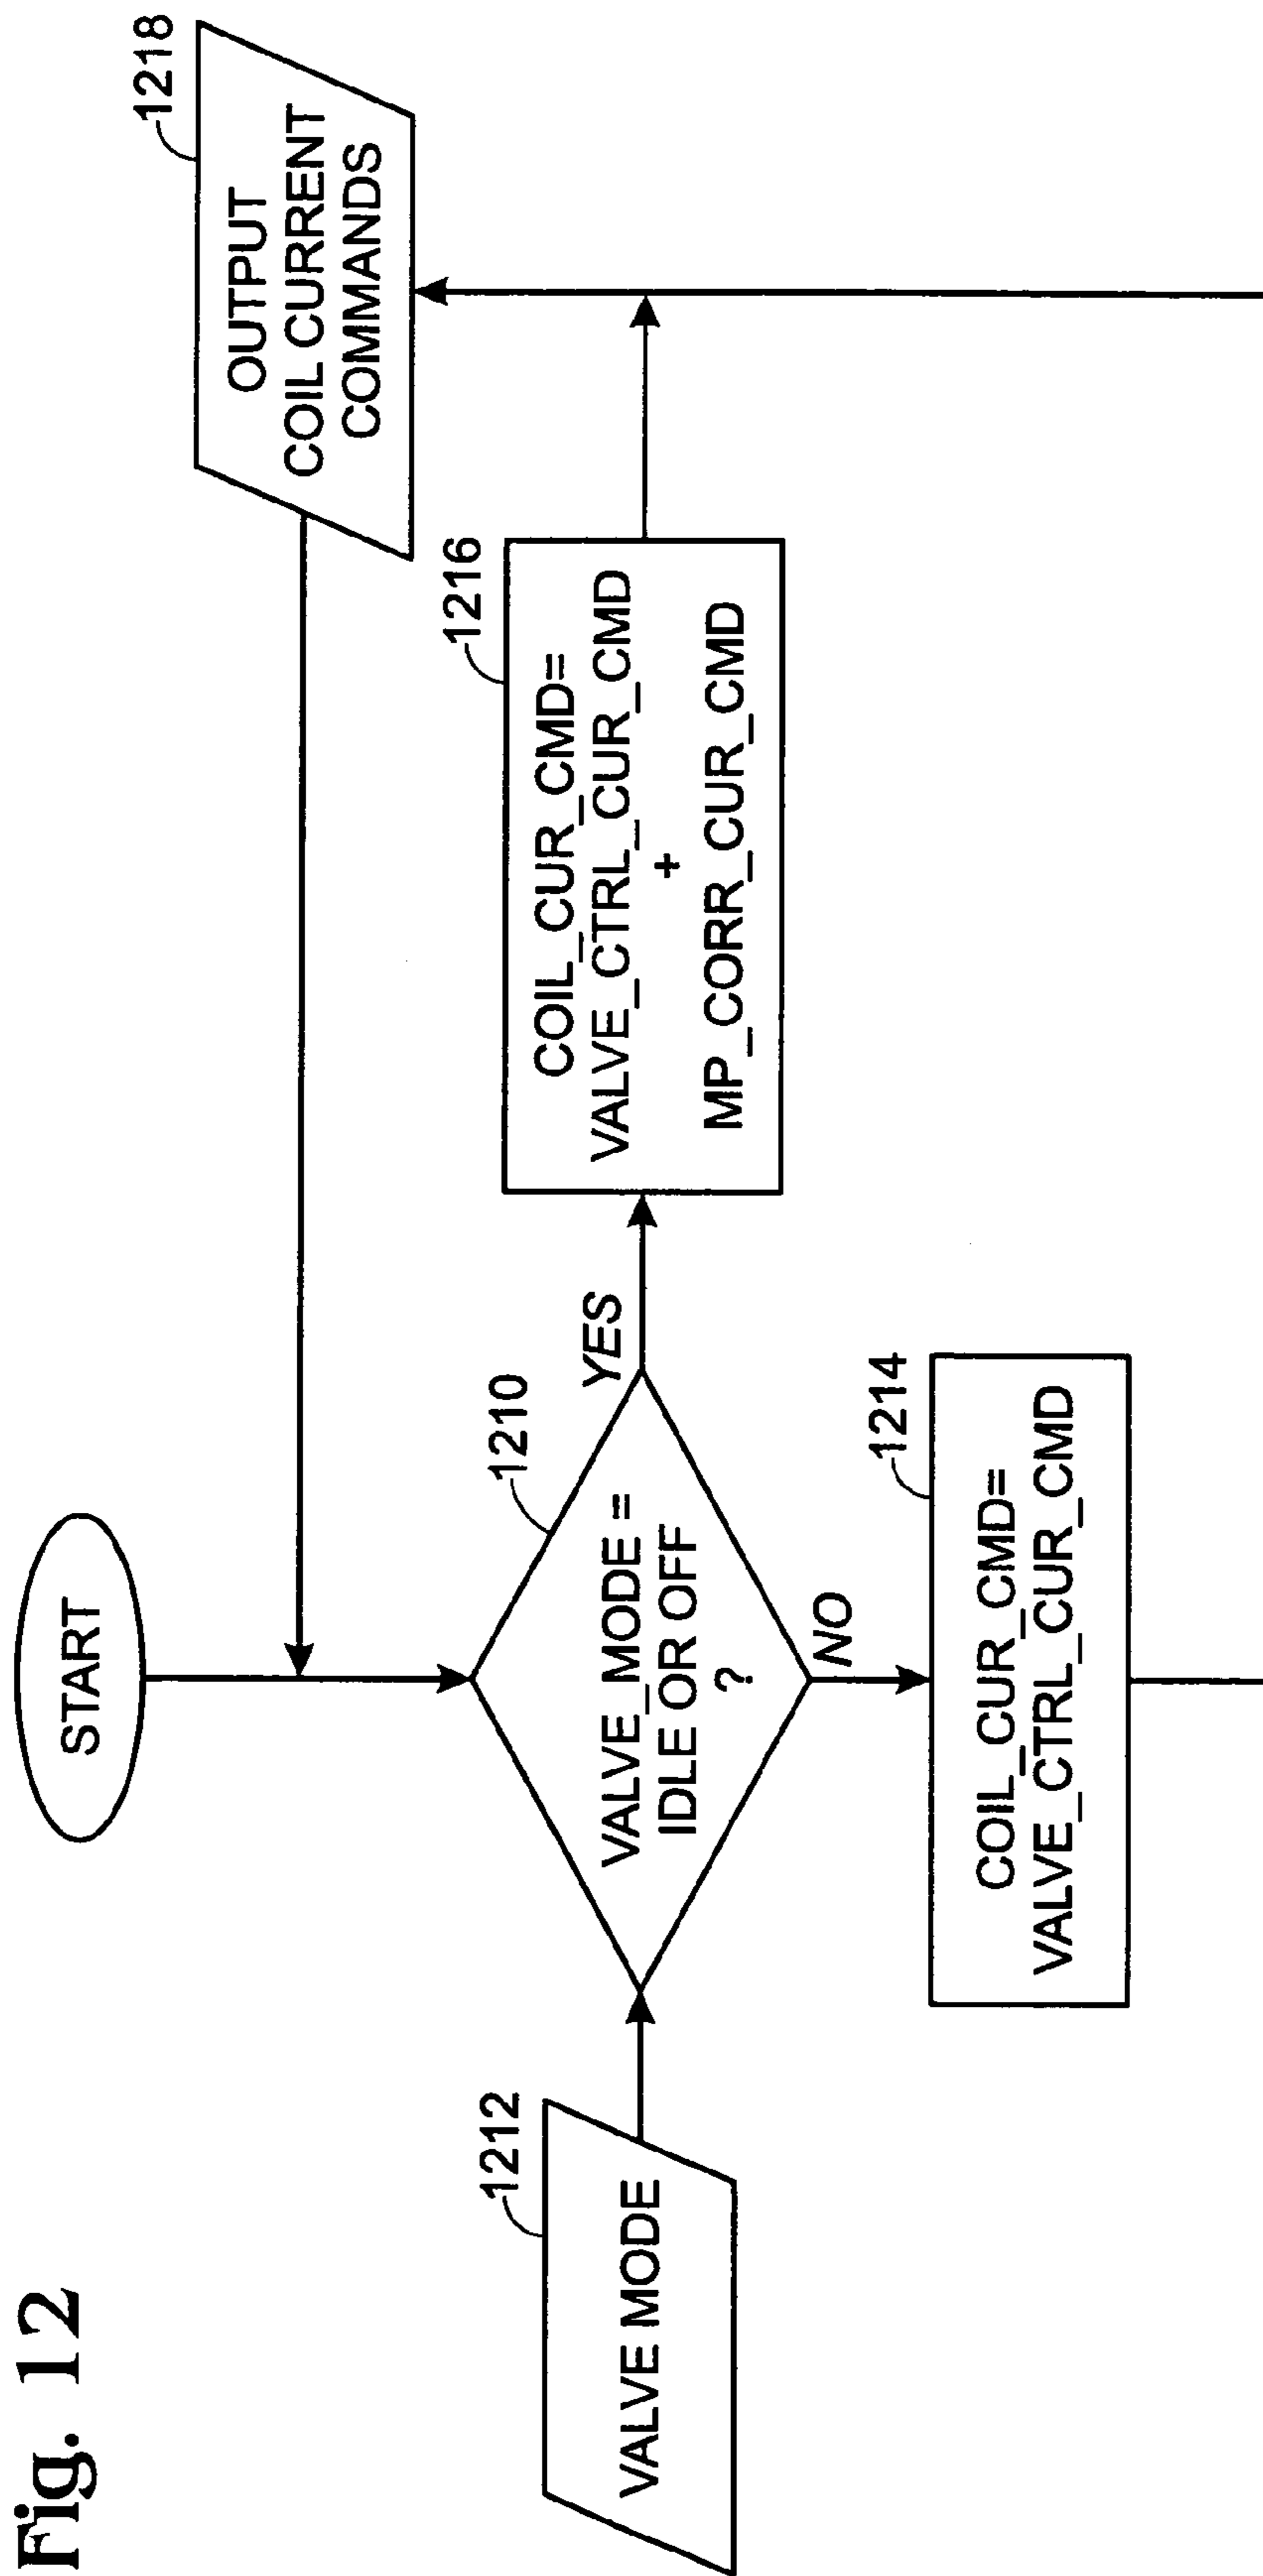 Fig. 12
START
1218
OUTPUT
COIL CURRENT
COMMANDS
1212
VALVE MODE
1210
VALVE_MODE =
IDLE OR OFF
?
YES
NO
1216
COIL_CUR_CMD=
VALVE_CTRL_CUR_CMD
+
MP_CORR_CUR_CMD
1214
COIL_CUR_CMD=
VALVE_CTRL_CUR_CMD